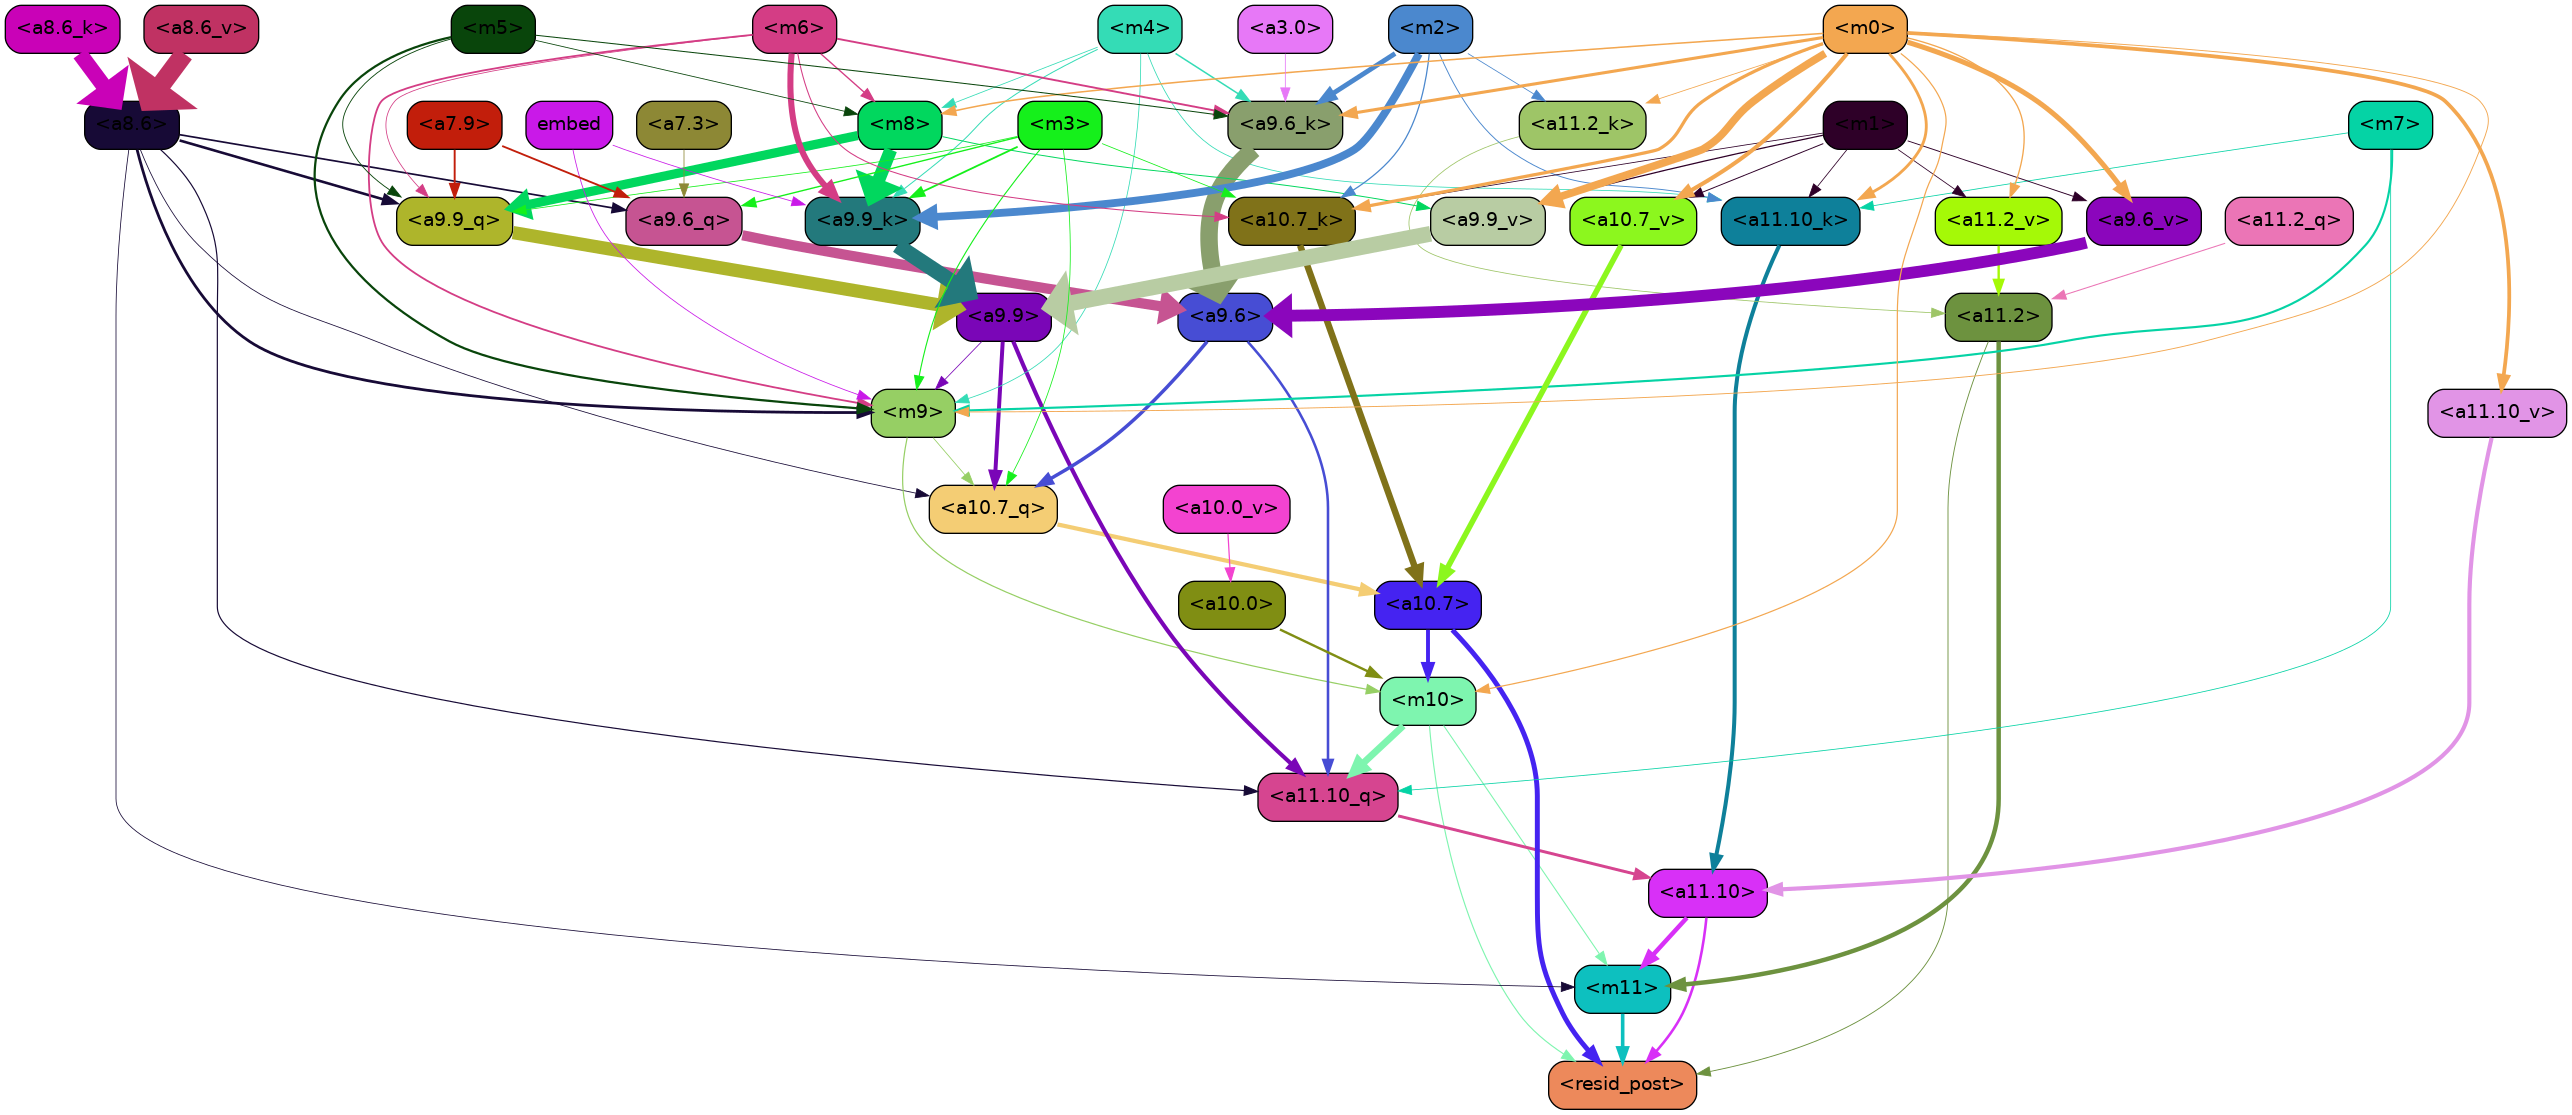 <a8.6_k>
<a8.6_v>
<m5>
<m6>
<m4>
<a3.0>
<m2>
<m0>
<a8.6>
<a7.9>
embed
<a7.3>
<m8>
<m3>
<a9.6_k>
<a11.2_k>
<m1>
<m7>
<a9.9_q>
<a9.6_q>
<a9.9_k>
<a10.7_k>
<a9.9_v>
<a10.7_v>
<a11.10_k>
<a11.2_v>
<a9.6_v>
<a11.2_q>
<a9.9>
<a9.6>
<a11.2>
<m9>
<a11.10_v>
<a10.7_q>
<a10.0_v>
<a10.0>
<a10.7>
<m10>
<a11.10_q>
<a11.10>
<m11>
<resid_post>